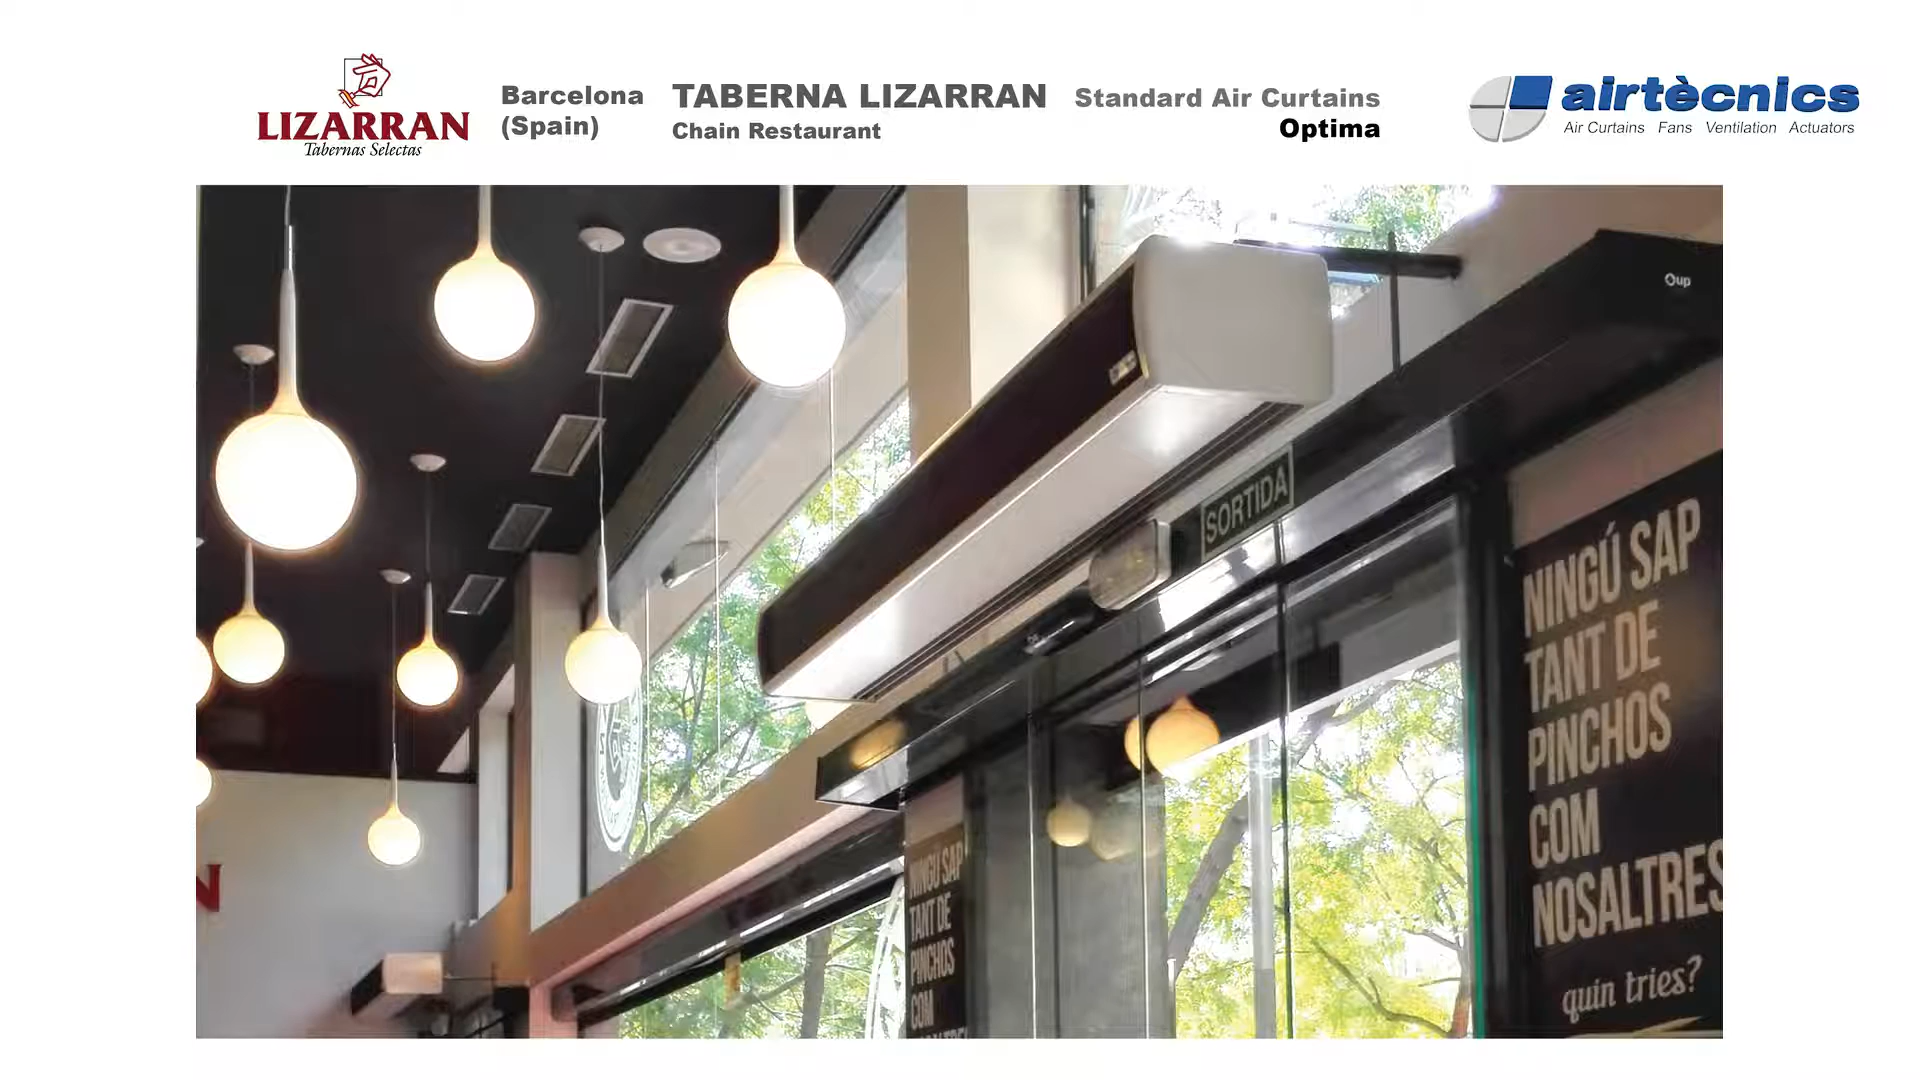 LIZARRAN
Tabernas Selectas
Barcelona
(Spain)
TABERNA LIZARRAN
Chain Restaurant
Standard Air Curtains
Optima
airtècnics
Air Curtains Fans Ventilation Actuators
up
SORTIDA
NINGÚ SAP
TANT DE
PINCHOS
COM
NOSALTRES
quin tries?
NINGÚ SAP
TANT DE
PINCHOS
COM
N